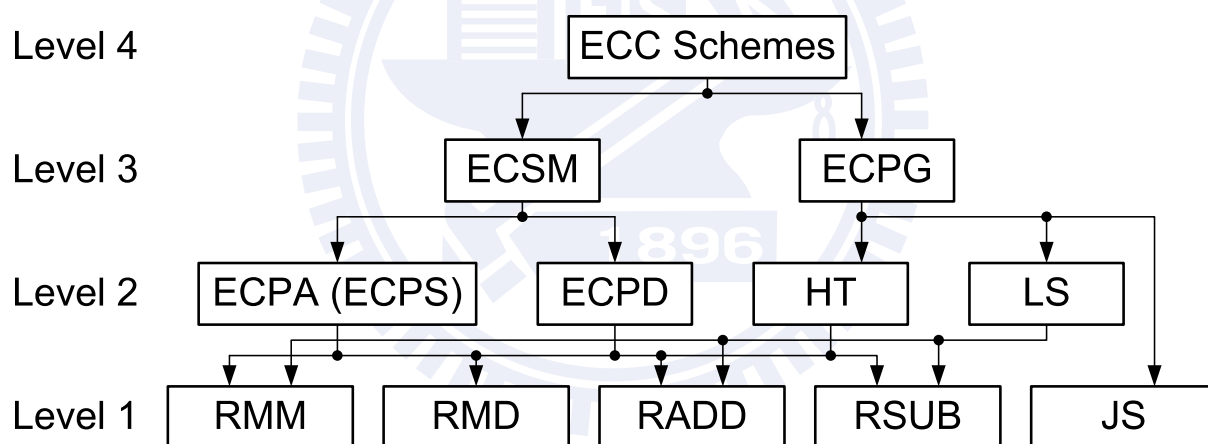 Level 4 ECC Schemes
Level 3 ECSM ECPG
1896
Level 2 ECPA (ECPS) ECPD HT LS
Level 1 RMM RMD RADD RSUB JS